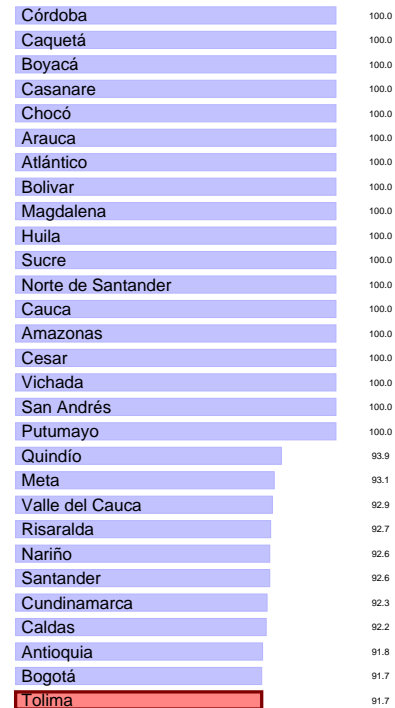 Córdoba 100.0
Caquetá 100.0
Boyacá 100.0
Casanare 100.0
Chocó 100.0
Arauca 100.0
Atlántico 100.0
Bolivar 100.0
Magdalena 100.0
Huila 100.0
Sucre 100.0
Norte de Santander 100.0
Cauca 100.0
Amazonas 100.0
Cesar 100.0
Vichada 100.0
San Andrés 100.0
Putumayo 100.0
Quindío 93.9
Meta 93.1
Valle del Cauca 92.9
Risaralda 92.7
Nariño 92.6
Santander 92.6
Cundinamarca 92.3
Caldas 92.2
Antioquia 91.8
Bogotá 91.7
Tolima 91.7